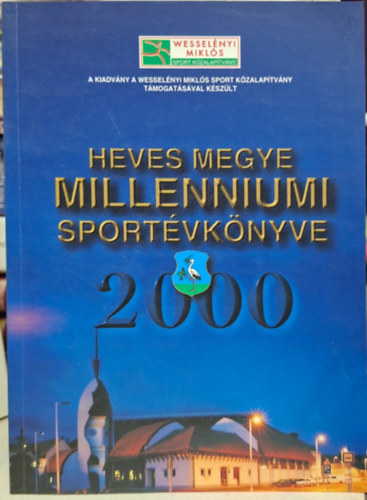 WESSELÉNYI
MIKLÓS
SPORT KÖZALAPÍTVÁNY
A KIADVÁNY A WESSELÉNYI MIKLÓS SPORT KÖZALAPÍTVÁNY
TÁMOGATÁSÁVAL KÉSZÜLT
HEVES MEGYE
MILLENNIUMI
SPORTÉVKÖNYVE
2000